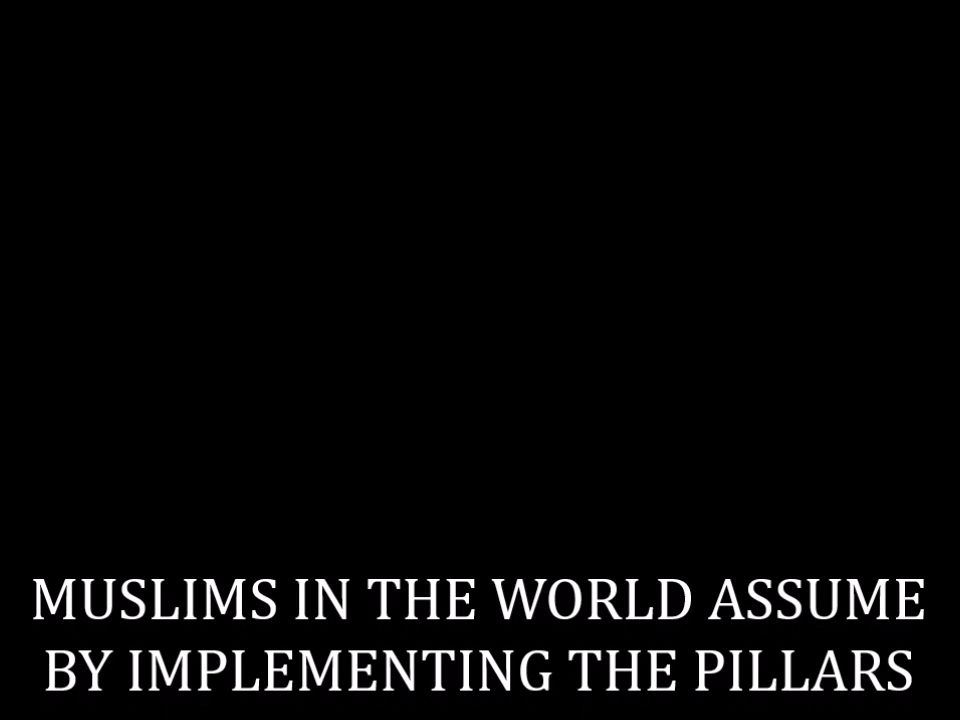 MUSLIMS IN THE WORLD ASSUME
BY IMPLEMENTING THE PILLARS